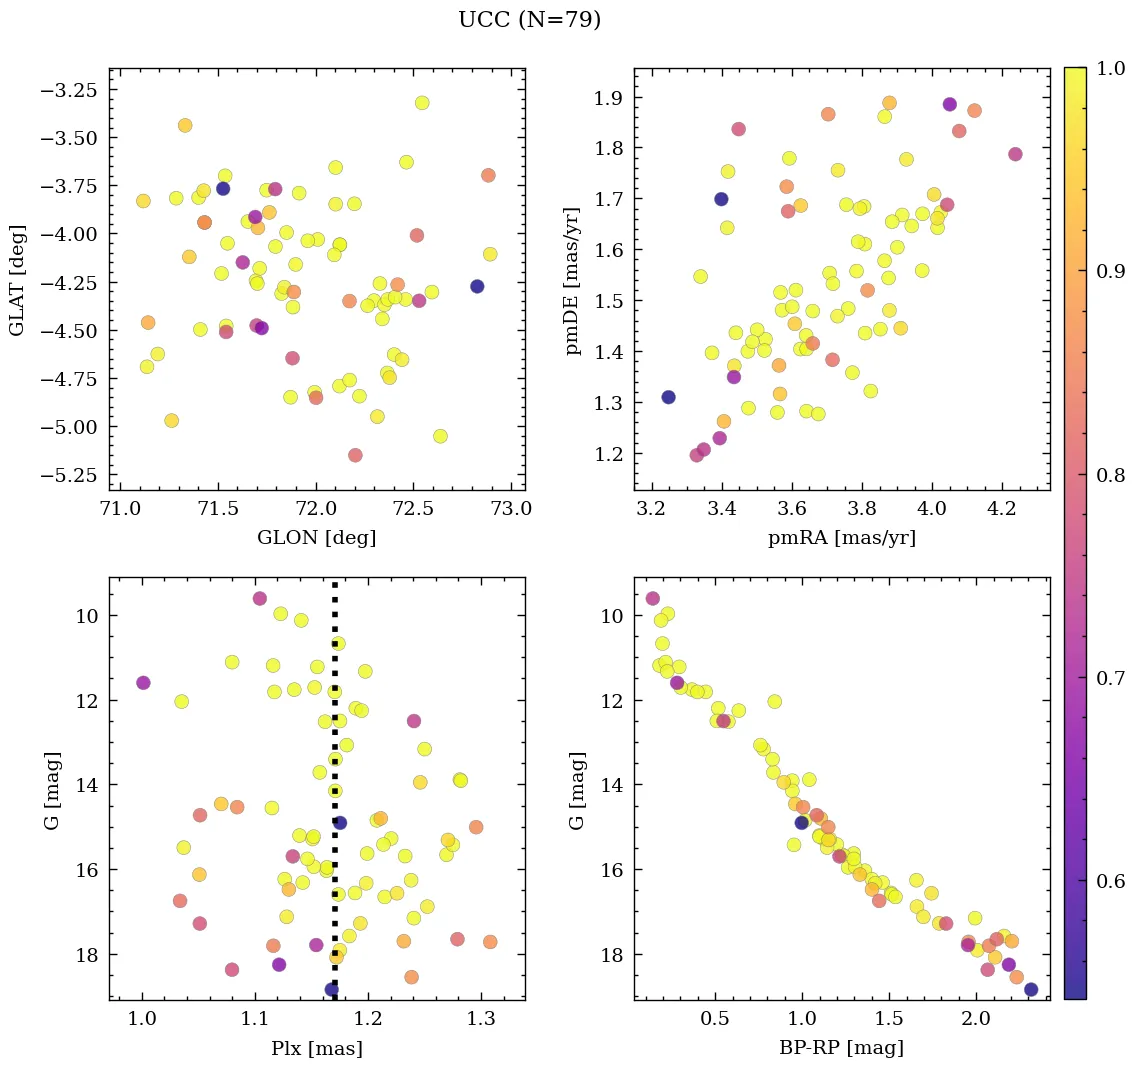 UCC (N=79)
−3.25
−3.50
−3.75
−4.00
−4.25
−4.50
−4.75
−5.00
−5.25
GLAT [deg]
71.0 71.5 72.0 72.5 73.0
GLON [deg]
1.9
1.8
1.7
1.6
1.5
1.4
1.3
1.2
pmDE [mas/yr]
3.2 3.4 3.6 3.8 4.0 4.2
pmRA [mas/yr]
10
12
14
16
18
G [mag]
1.0 1.1 1.2 1.3
Plx [mas]
10
12
14
16
18
G [mag]
0.5 1.0 1.5 2.0
BP-RP [mag]
1.0
0.9
0.8
0.7
0.6